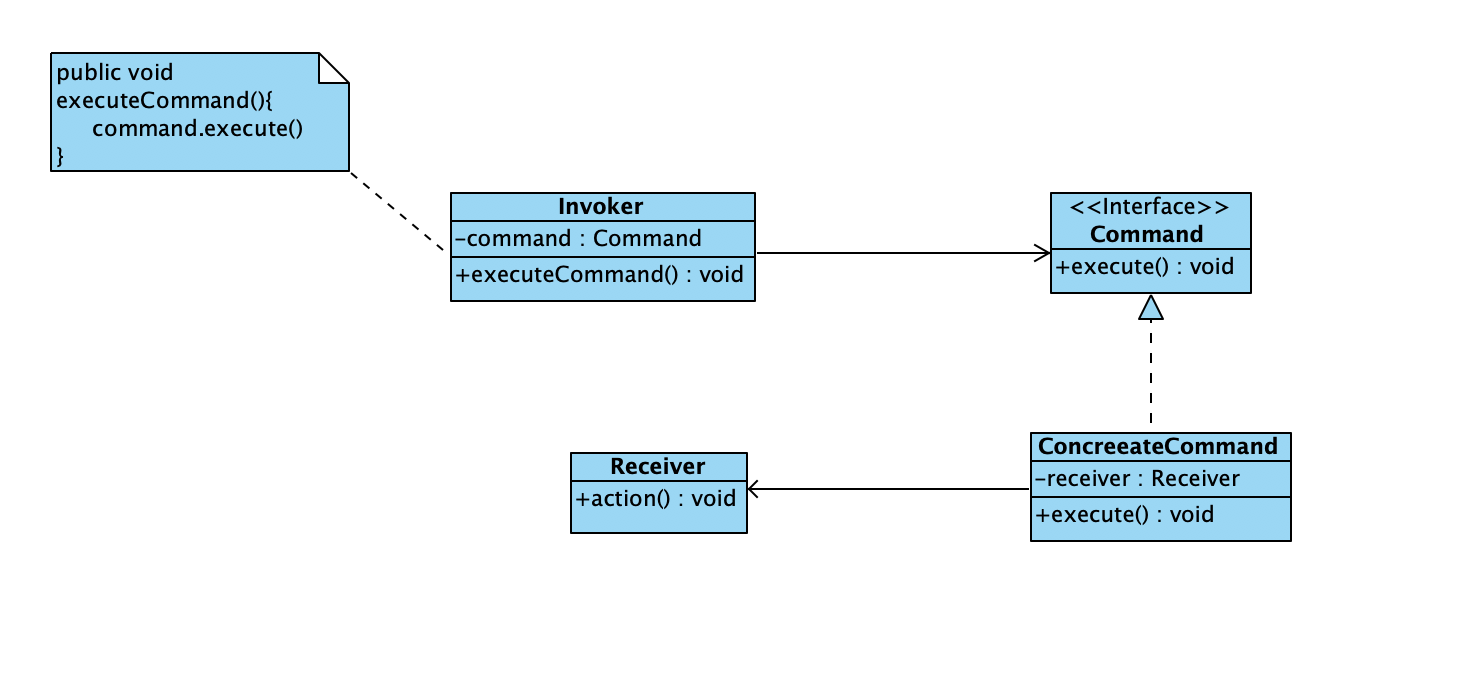 public void
executeCommand(){
command.execute()
}
Invoker
-command : Command
+executeCommand() : void
<<Interface>>
Command
+execute() : void
Receiver
+action() : void
ConcreeateCommand
-receiver : Receiver
+execute() : void